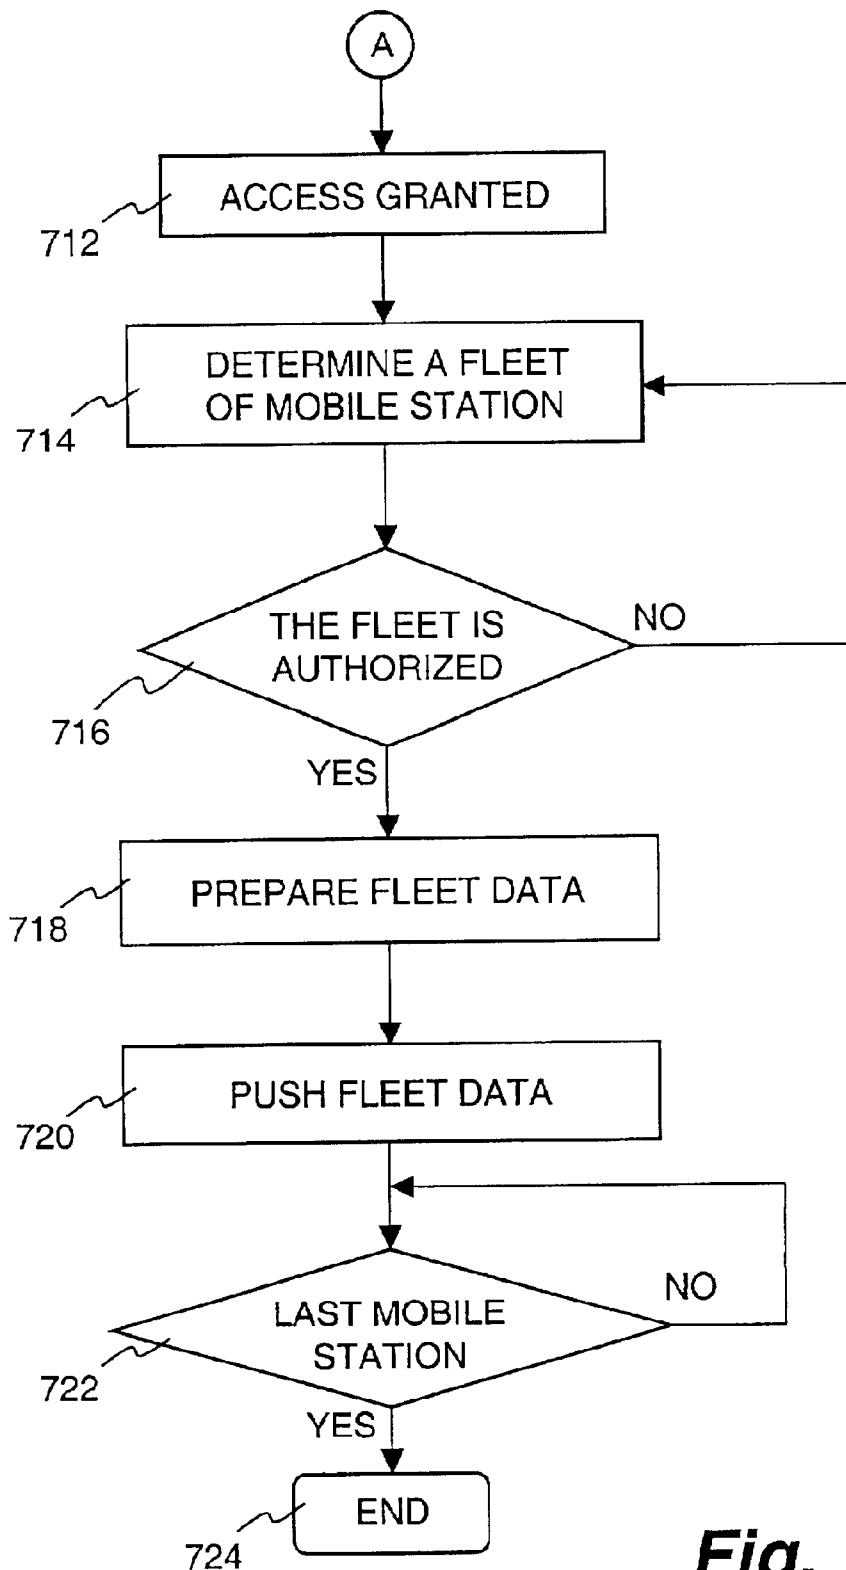 A
ACCESS GRANTED
712
DETERMINE A FLEET
OF MOBILE STATION
714
THE FLEET IS
AUTHORIZED
NO
716
YES
PREPARE FLEET DATA
718
PUSH FLEET DATA
720
LAST MOBILE
STATION
NO
722
YES
END
724
Fig.